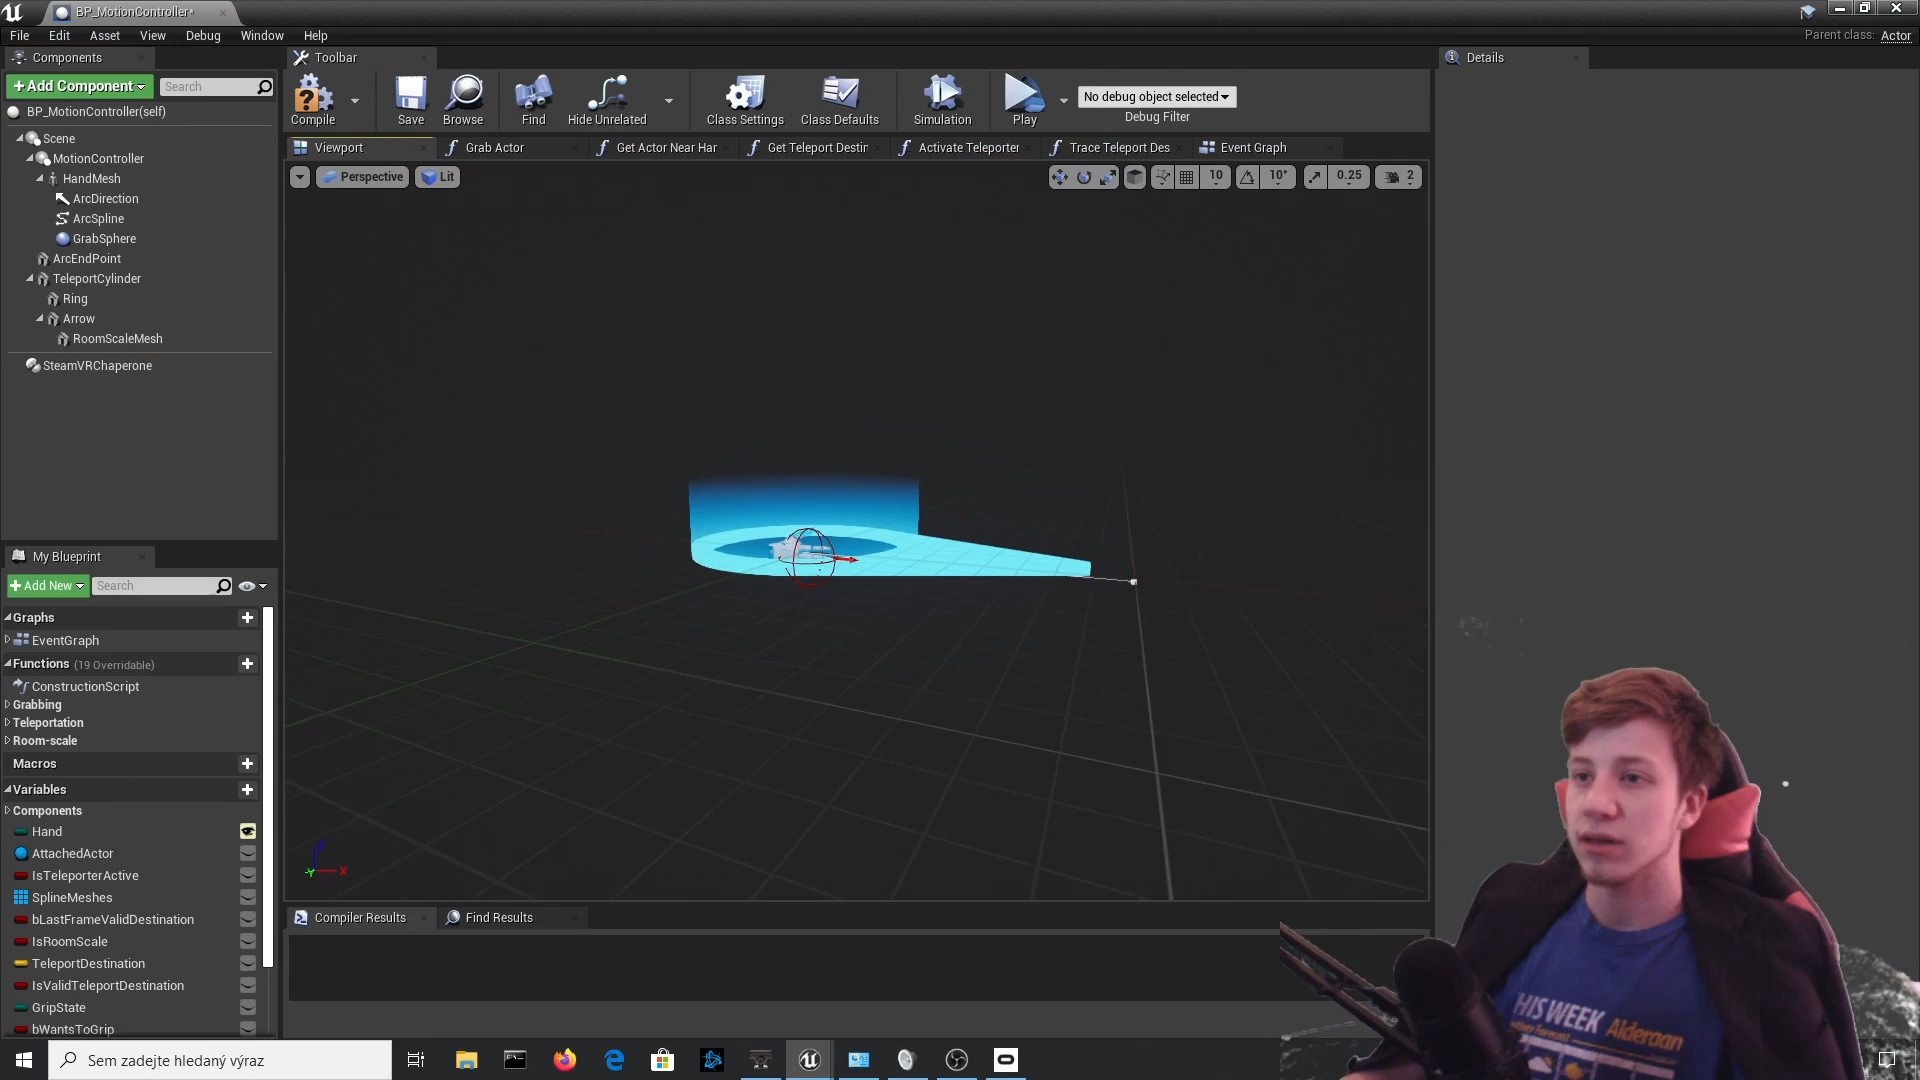 BP_MotionController*
File Edit Asset View Debug Window Help
Parent class: Actor
Components
Toolbar
Details
+Add Component
Search
Compile
Save
Browse
Find
Hide Unrelated
Class Settings
Class Defaults
Simulation
Play
No debug object selected
Debug Filter
BP_MotionController(self)
Scene
MotionController
HandMesh
ArcDirection
ArcSpline
GrabSphere
ArcEndPoint
TeleportCylinder
Ring
Arrow
RoomScaleMesh
SteamVRChaperone
Viewport
Grab Actor
Get Actor Near Har
Get Teleport Destin
Activate Teleporter
Trace Teleport Des
Event Graph
Perspective
Lit
10
10°
0.25
2
Z
X
Y
My Blueprint
+Add New
Search
Graphs
EventGraph
Functions (19 Overridable)
ConstructionScript
Grabbing
Teleportation
Room-scale
Macros
Variables
Components
Hand
AttachedActor
IsTeleporterActive
SplineMeshes
bLastFrameValidDestination
IsRoomScale
TeleportDestination
IsValidTeleportDestination
GripState
bWantsToGrip
Compiler Results
Find Results
Sem zadejte hledaný výraz
HIS WEEK
Alderaan